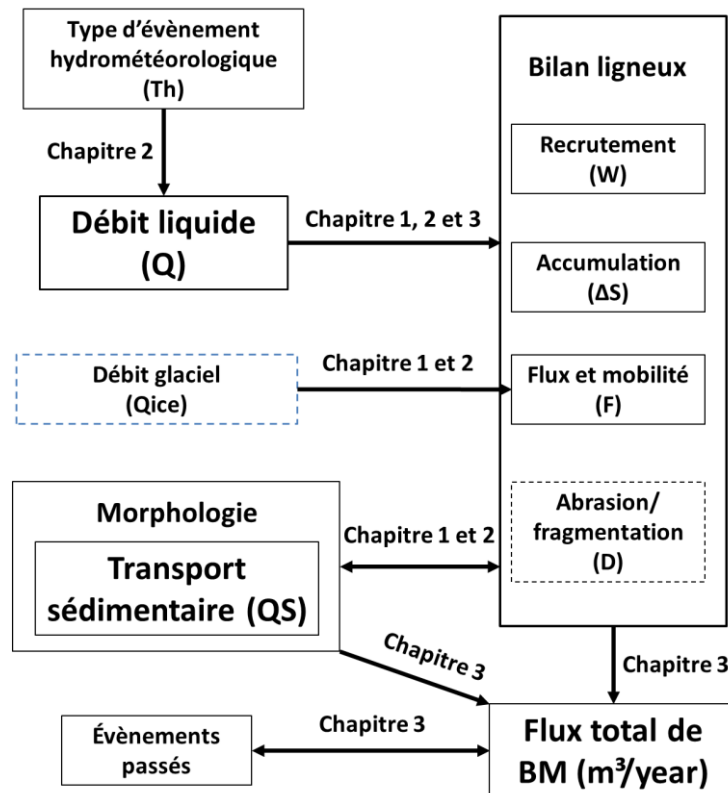 Type d'évènement
hydrométéorologique
(Th)
Chapitre 2
Débit liquide
(Q)
Chapitre 1, 2 et 3
Débit glaciel
(Qice)
Chapitre 1 et 2
Bilan ligneux
Recrutement
(W)
Accumulation
(ΔS)
Flux et mobilité
(F)
Abrasion/
fragmentation
(D)
Morphologie
Transport
sédimentaire (QS)
Chapitre 1 et 2
Chapitre 3
Chapitre 3
Évènements
passés
Chapitre 3
Flux total de
BM (m³/year)